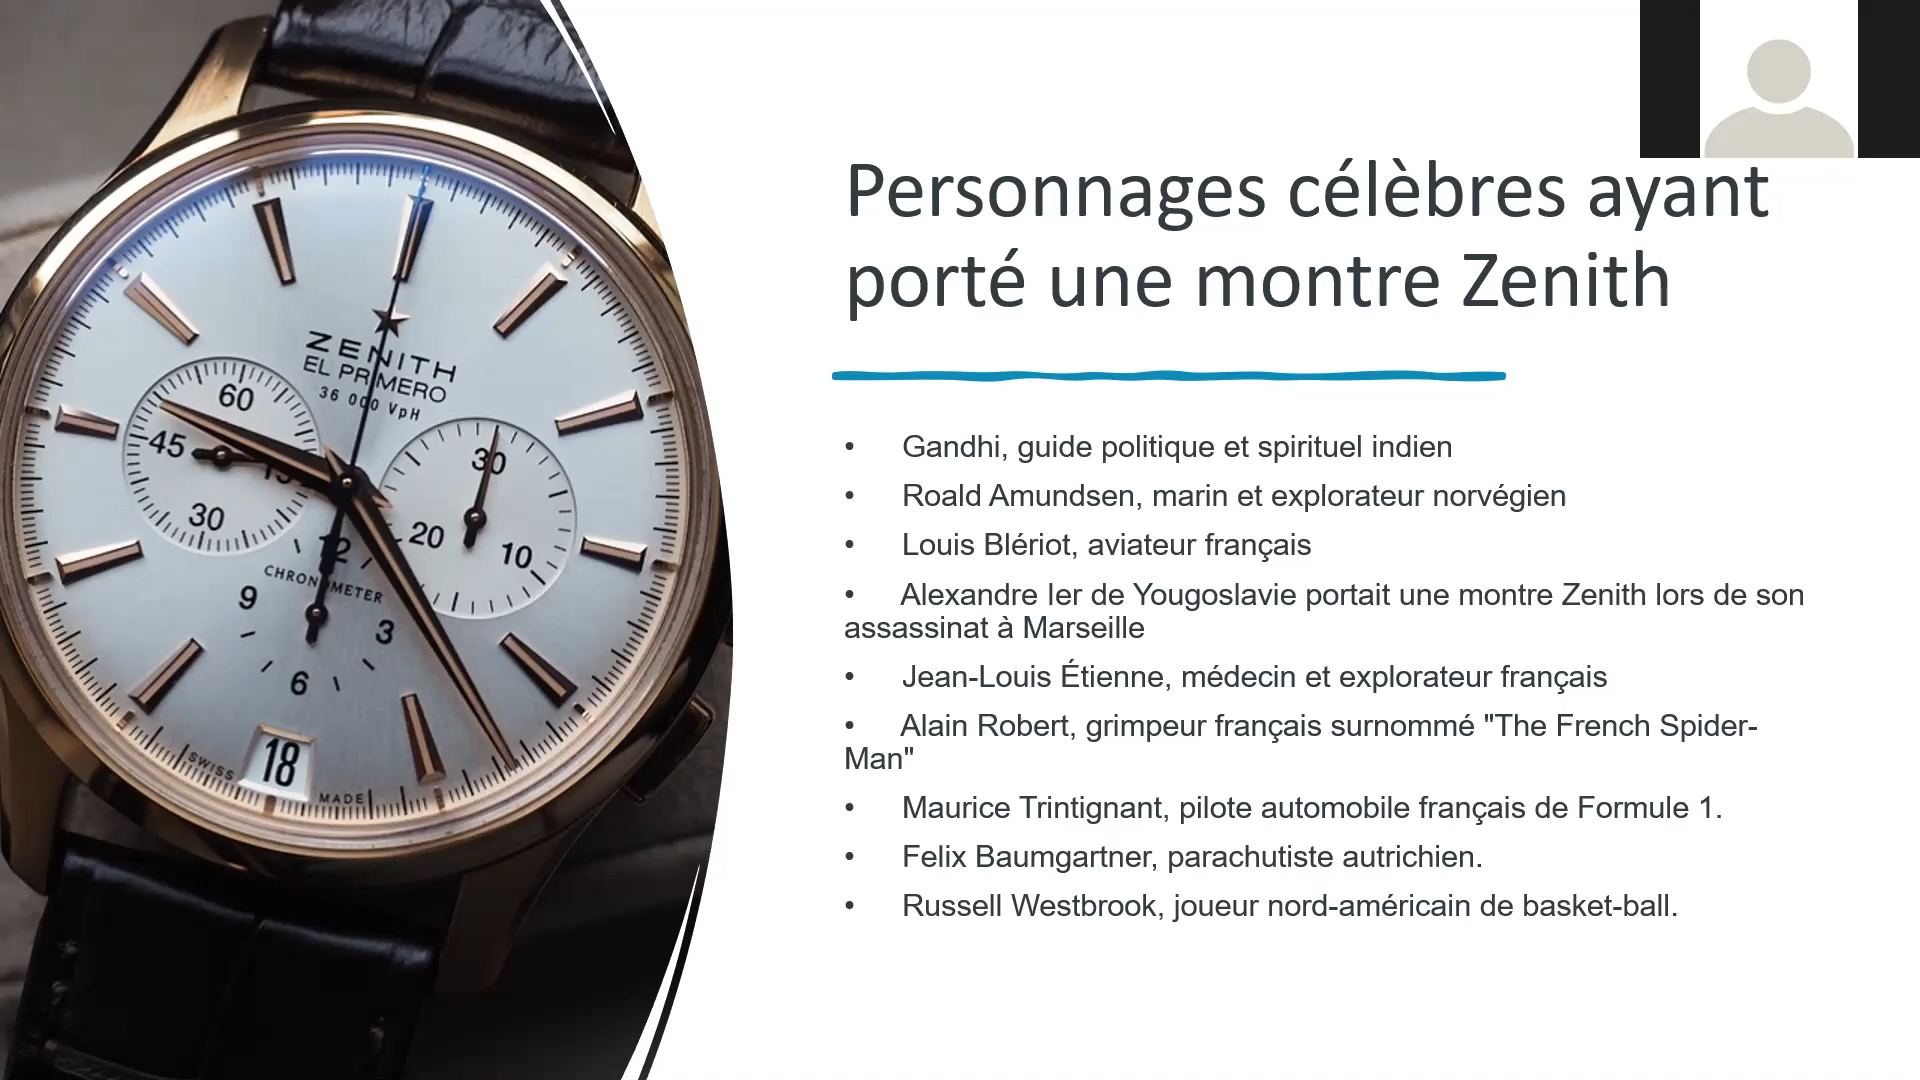 Personnages célèbres ayant
porté une montre Zenith
• Gandhi, guide politique et spirituel indien
• Roald Amundsen, marin et explorateur norvégien
• Louis Blériot, aviateur français
• Alexandre Ier de Yougoslavie portait une montre Zenith lors de son
assassinat à Marseille
• Jean-Louis Étienne, médecin et explorateur français
• Alain Robert, grimpeur français surnommé "The French Spider-
Man"
• Maurice Trintignant, pilote automobile français de Formule 1.
• Felix Baumgartner, parachutiste autrichien.
• Russell Westbrook, joueur nord-américain de basket-ball.
ZENITH
EL PRIMERO
36 000 VpH
60
45
15
30
30
20
10
12
CHRONOMETER
9
3
6
18
SWISS
MADE